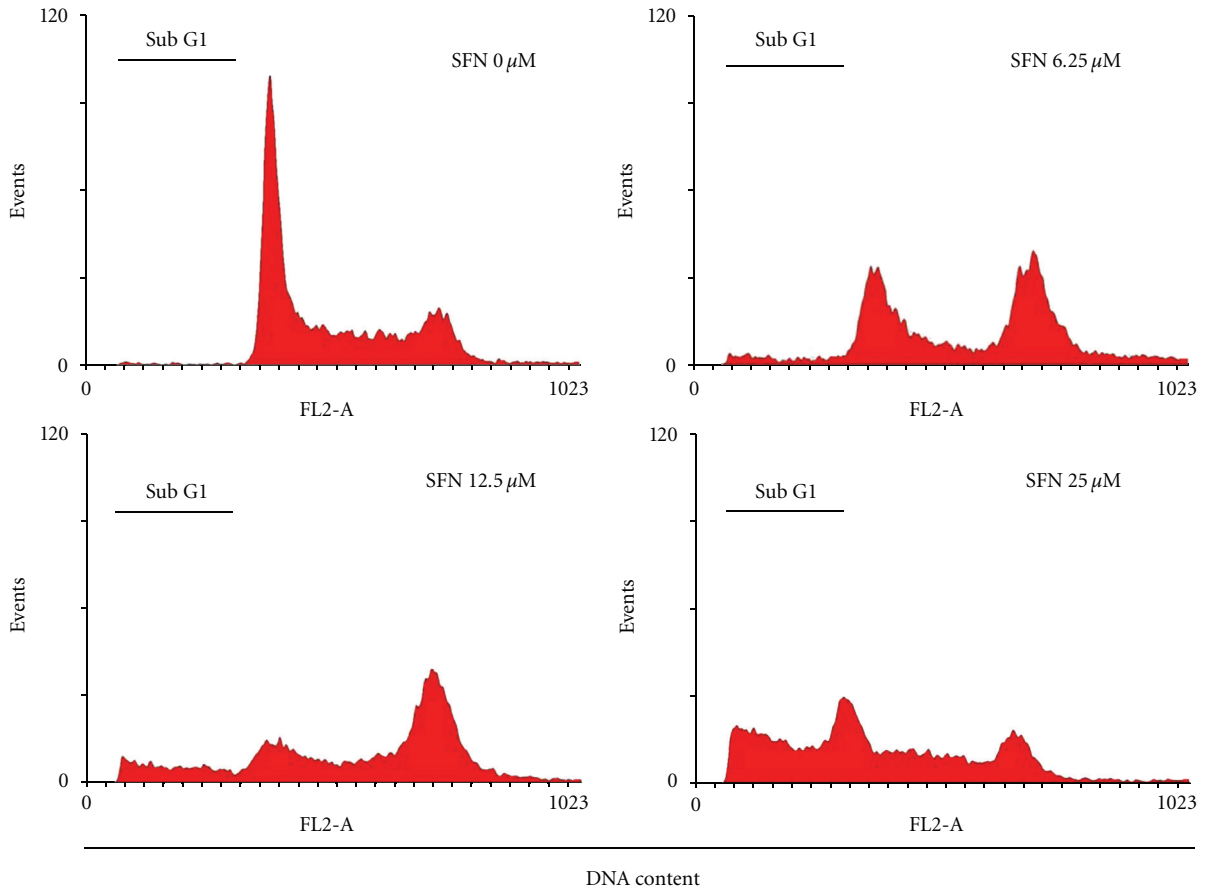 120
Sub G1
SFN 0 µM
Events
0
0
1023
FL2-A
120
Sub G1
SFN 6.25 µM
Events
0
0
1023
FL2-A
120
Sub G1
SFN 12.5 µM
Events
0
0
1023
FL2-A
120
Sub G1
SFN 25 µM
Events
0
0
1023
FL2-A
DNA content